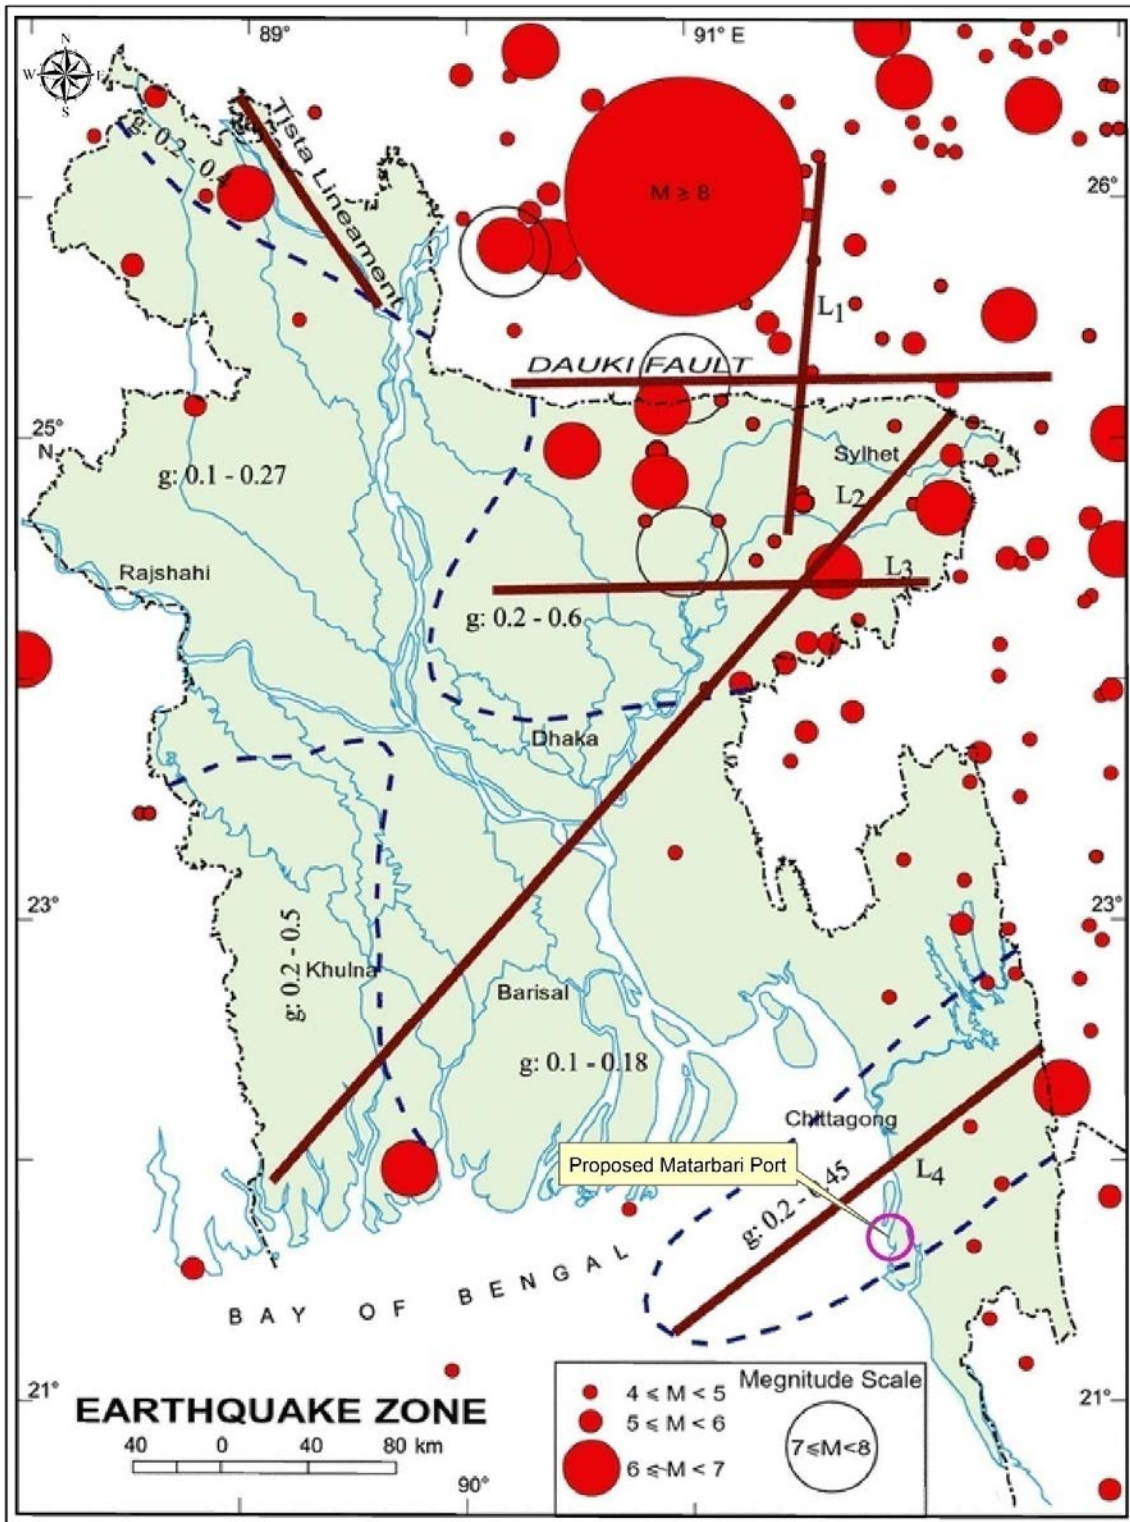 89°
91° E
N
W
E
S
Tista Lineament
g: 0.2 - 0.4
M ⩾ 8
26°
L1
DAUKI FAULT
25°
N
Sylhet
g: 0.1 - 0.27
L2
Rajshahi
L3
g: 0.2 - 0.6
Dhaka
23°
23°
g: 0.2 - 0.5
Khulna
Barisal
g: 0.1 - 0.18
Chittagong
Proposed Matarbari Port
L4
g: 0.2 - 0.45
BAY OF BENGAL
21°
21°
EARTHQUAKE ZONE
40 0 40 80 km
90°
Megnitude Scale
4 ⩽ M < 5
5 ⩽ M < 6
6 ⩽ M < 7
7⩽M<8